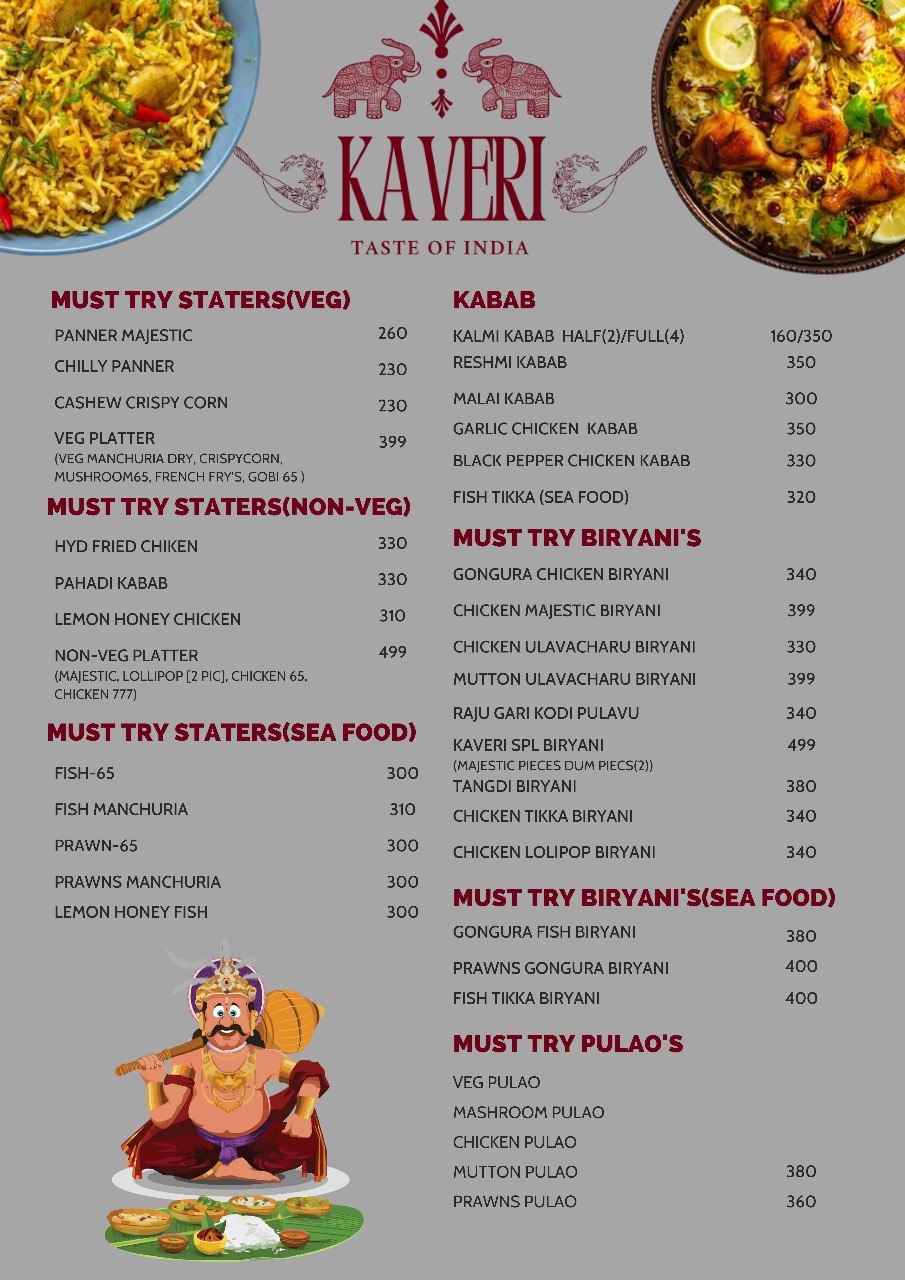 KAVERI
TASTE OF INDIA
MUST TRY STATERS(VEG)
PANNER MAJESTIC 260
CHILLY PANNER 230
CASHEW CRISPY CORN 230
VEG PLATTER 399
(VEG MANCHURIA DRY, CRISPYCORN,
MUSHROOM65, FRENCH FRY'S, GOBI 65 )
MUST TRY STATERS(NON-VEG)
HYD FRIED CHIKEN 330
PAHADI KABAB 330
LEMON HONEY CHICKEN 310
NON-VEG PLATTER 499
(MAJESTIC, LOLLIPOP [2 PIC], CHICKEN 65,
CHICKEN 777)
MUST TRY STATERS(SEA FOOD)
FISH-65 300
FISH MANCHURIA 310
PRAWN-65 300
PRAWNS MANCHURIA 300
LEMON HONEY FISH 300
KABAB
KALMI KABAB HALF(2)/FULL(4) 160/350
RESHMI KABAB 350
MALAI KABAB 300
GARLIC CHICKEN KABAB 350
BLACK PEPPER CHICKEN KABAB 330
FISH TIKKA (SEA FOOD) 320
MUST TRY BIRYANI'S
GONGURA CHICKEN BIRYANI 340
CHICKEN MAJESTIC BIRYANI 399
CHICKEN ULAVACHARU BIRYANI 330
MUTTON ULAVACHARU BIRYANI 399
RAJU GARI KODI PULAVU 340
KAVERI SPL BIRYANI 499
(MAJESTIC PIECES DUM PIECS(2))
TANGDI BIRYANI 380
CHICKEN TIKKA BIRYANI 340
CHICKEN LOLIPOP BIRYANI 340
MUST TRY BIRYANI'S(SEA FOOD)
GONGURA FISH BIRYANI 380
PRAWNS GONGURA BIRYANI 400
FISH TIKKA BIRYANI 400
MUST TRY PULAO'S
VEG PULAO
MASHROOM PULAO
CHICKEN PULAO
MUTTON PULAO 380
PRAWNS PULAO 360